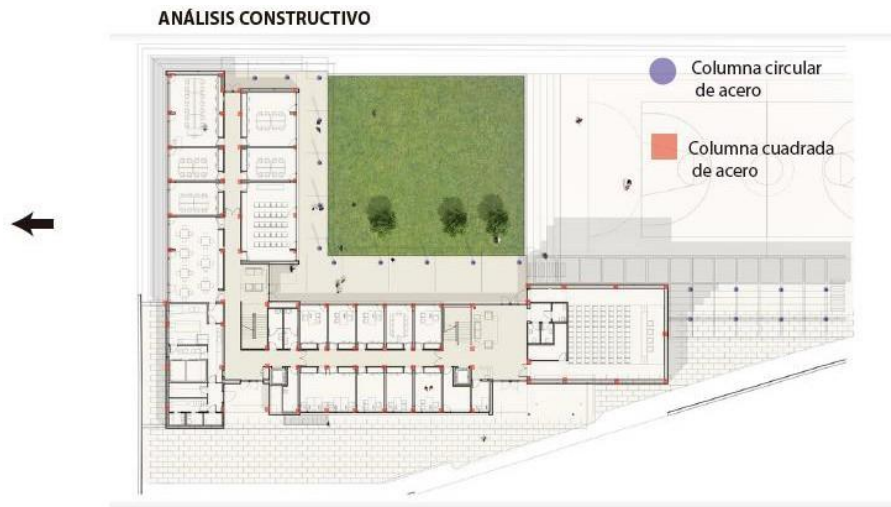 ANÁLISIS CONSTRUCTIVO
Columna circular
de acero
Columna cuadrada
de acero